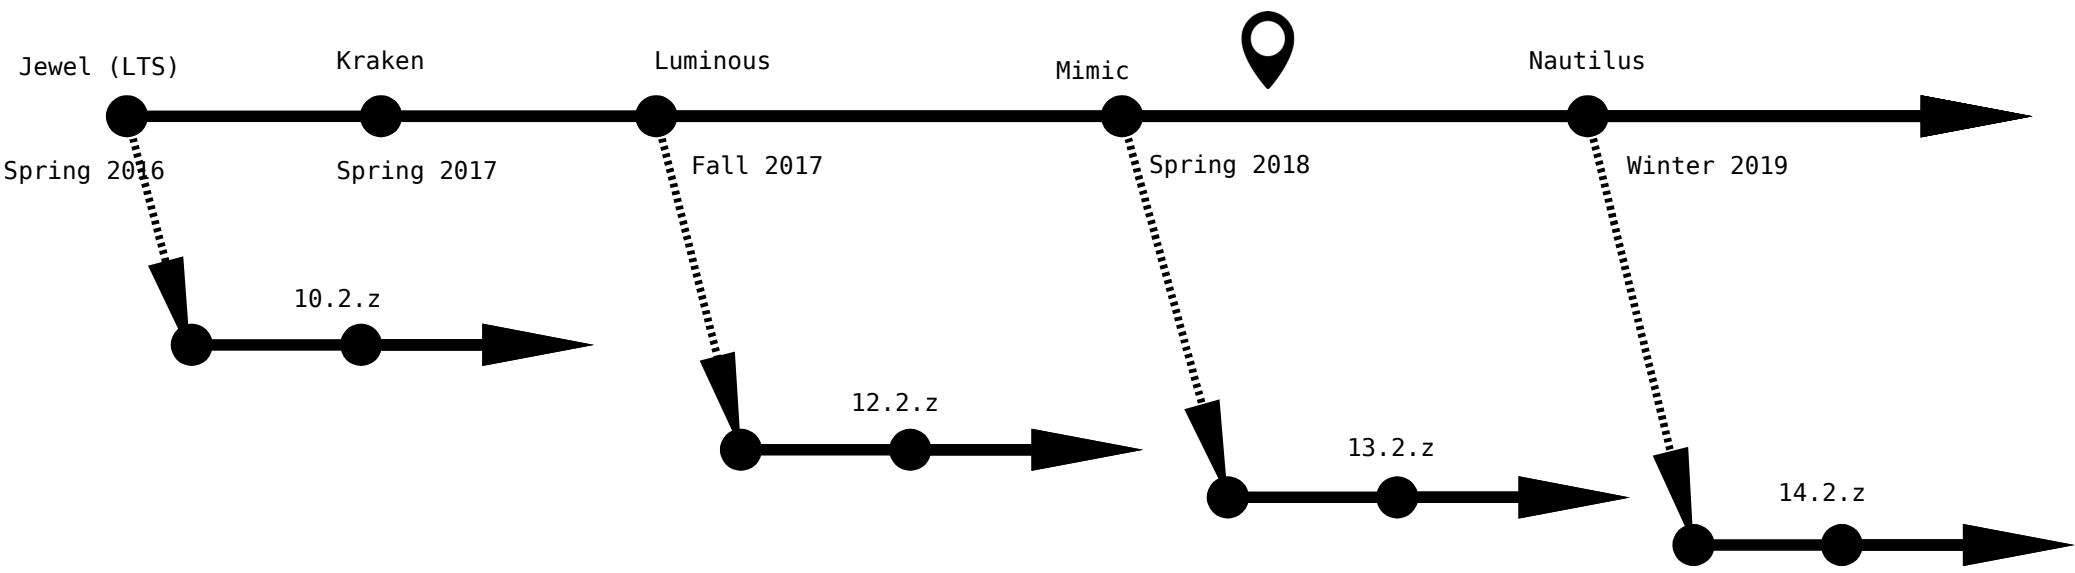 Jewel (LTS)
Kraken
Luminous
Mimic
Nautilus
Spring 2016
Spring 2017
Fall 2017
Spring 2018
Winter 2019
10.2.z
12.2.z
13.2.z
14.2.z